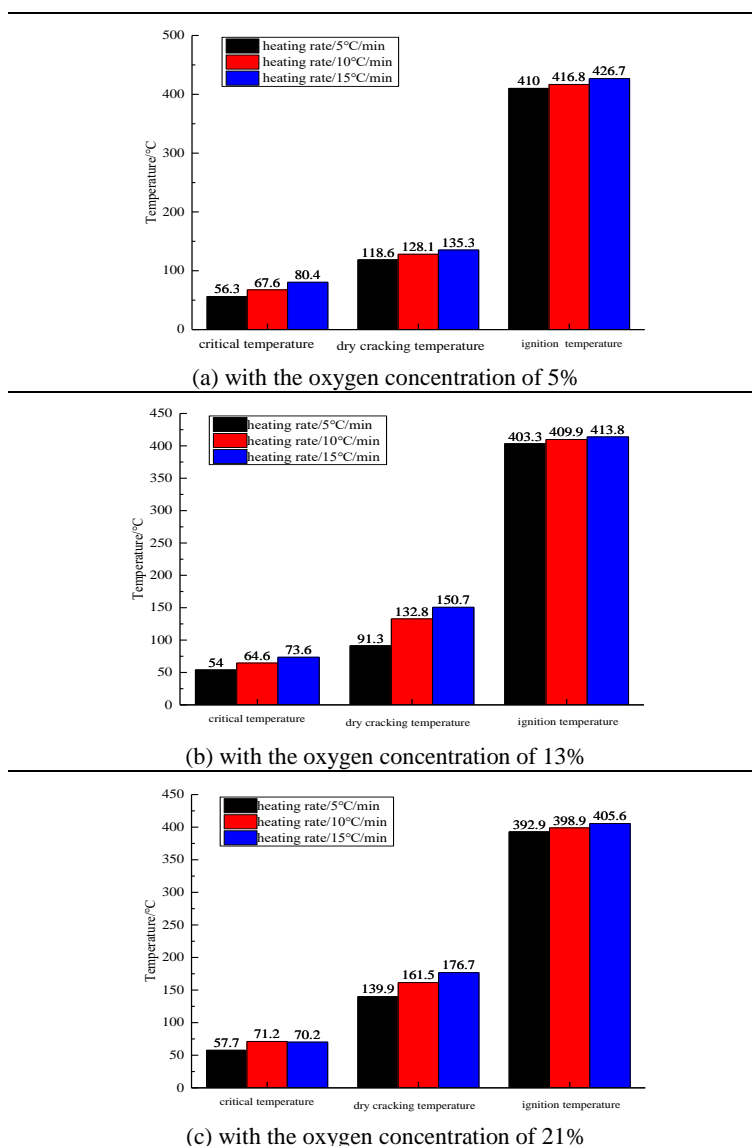 500
400
300
200
100
0
Temperature/°C
heating rate/5°C/min
heating rate/10°C/min
heating rate/15°C/min
56.3 67.6 80.4
118.6 128.1 135.3
410 416.8 426.7
critical temperature dry cracking temperature ignition temperature
(a) with the oxygen concentration of 5%
450
400
350
300
250
200
150
100
50
0
Temperature/°C
heating rate/5°C/min
heating rate/10°C/min
heating rate/15°C/min
54 64.6 73.6
91.3 132.8 150.7
403.3 409.9 413.8
critical temperature dry cracking temperature ignition temperature
(b) with the oxygen concentration of 13%
450
400
350
300
250
200
150
100
50
0
Temperature/°C
heating rate/5°C/min
heating rate/10°C/min
heating rate/15°C/min
57.7 71.2 70.2
139.9 161.5 176.7
392.9 398.9 405.6
critical temperature dry cracking temperature ignition temperature
(c) with the oxygen concentration of 21%